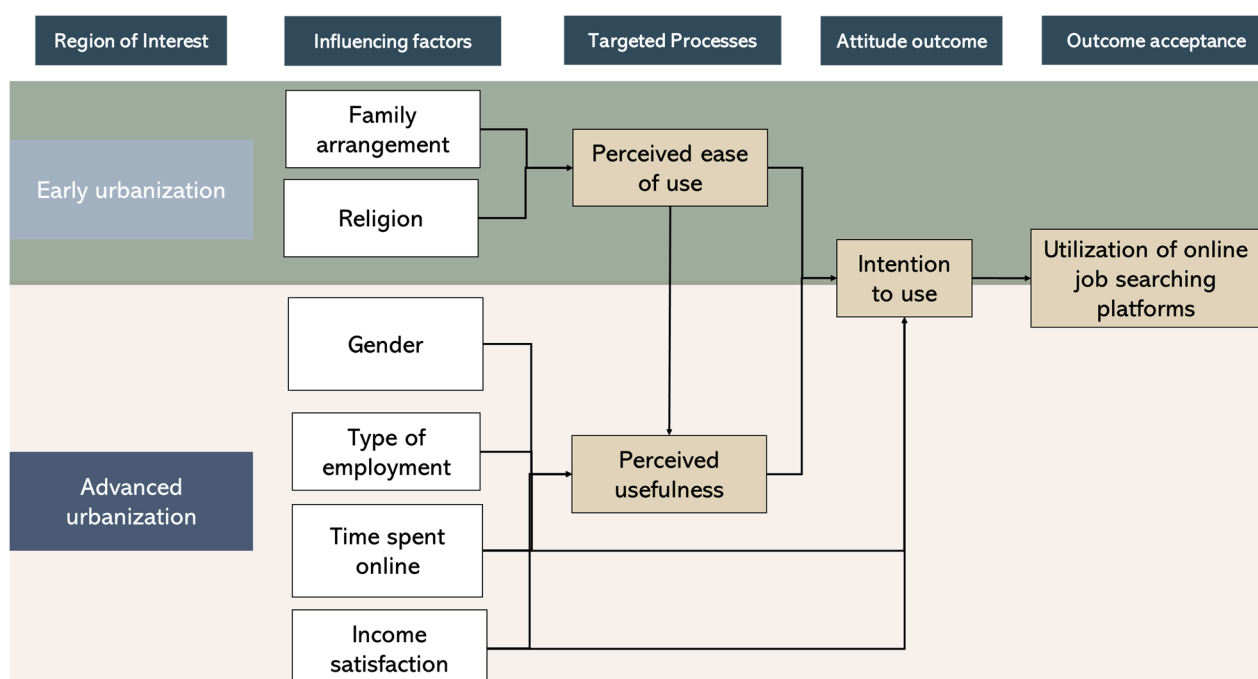 Region of Interest
Influencing factors
Targeted Processes
Attitude outcome
Outcome acceptance
Early urbanization
Family
arrangement
Religion
Perceived ease
of use
Intention
to use
Utilization of online
job searching
platforms
Advanced
urbanization
Gender
Type of
employment
Time spent
online
Income
satisfaction
Perceived
usefulness